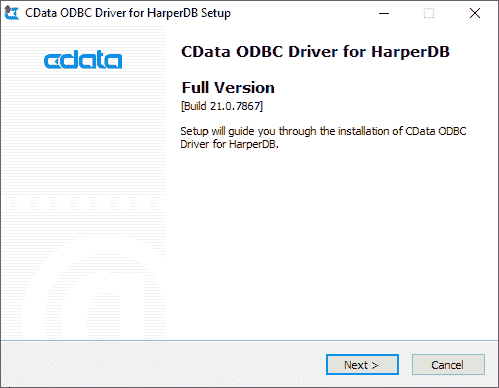 CData ODBC Driver for HarperDB Setup
cdata
CData ODBC Driver for HarperDB
Full Version
[Build 21.0.7867]
Setup will guide you through the installation of CData ODBC
Driver for HarperDB.
Next >
Cancel